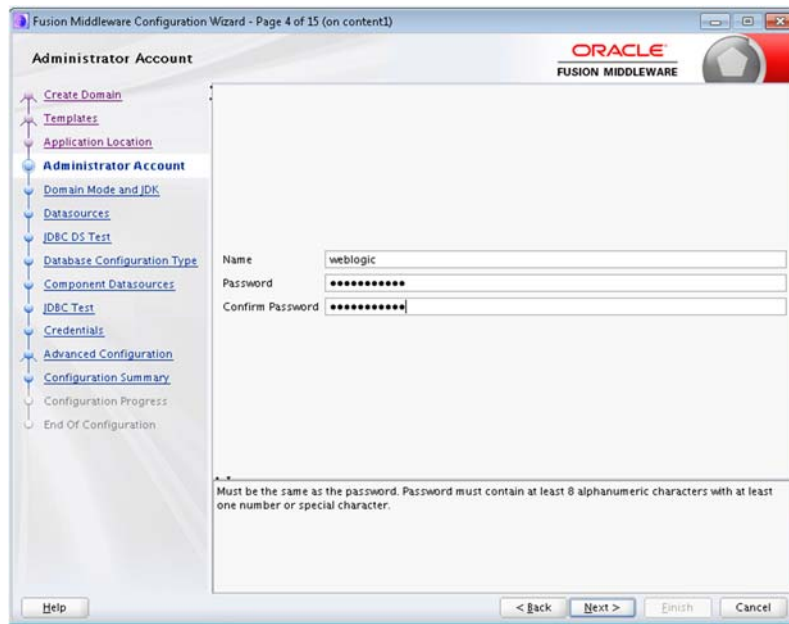 Fusion Middleware Configuration Wizard - Page 4 of 15 (on content1)
Administrator Account
ORACLE
FUSION MIDDLEWARE
Create Domain
Templates
Application Location
Administrator Account
Domain Mode and JDK
Datasources
JDBC DS Test
Database Configuration Type
Component Datasources
JDBC Test
Credentials
Advanced Configuration
Configuration Summary
Configuration Progress
End Of Configuration
Name weblogic
Password •••••••••••
Confirm Password •••••••••••
Must be the same as the password. Password must contain at least 8 alphanumeric characters with at least
one number or special character.
Help < Back Next > Finish Cancel